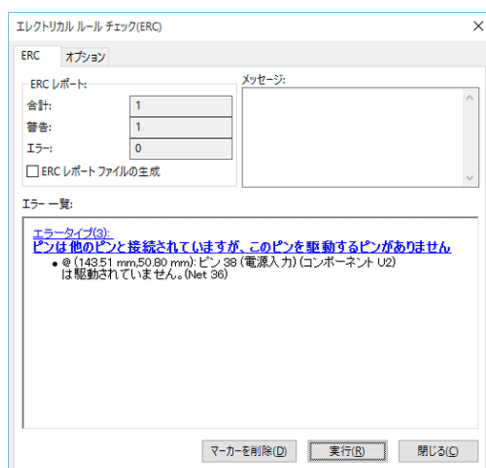 エレクトリカル ルール チェック(ERC)
ERC オプション
ERC レポート:
合計: 1
警告: 1
エラー: 0
ERC レポート ファイルの生成
メッセージ:
エラー 一覧:
エラータイプ(3):
ピンは他のピンと接続されていますが、このピンを駆動するピンがありません
• @ (143.51 mm,50.80 mm): ピン 38 (電源入力) (コンポーネント U2)
は駆動されていません。(Net 36)
マーカーを削除(D) 実行(R) 閉じる(C)